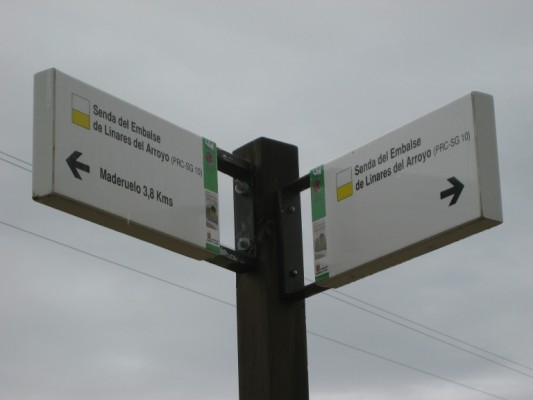 Senda del Embalse
de Linares del Arroyo (PRC-SG 10)
Maderuelo 3,8 Kms
Senda del Embalse
de Linares del Arroyo (PRC-SG 10)